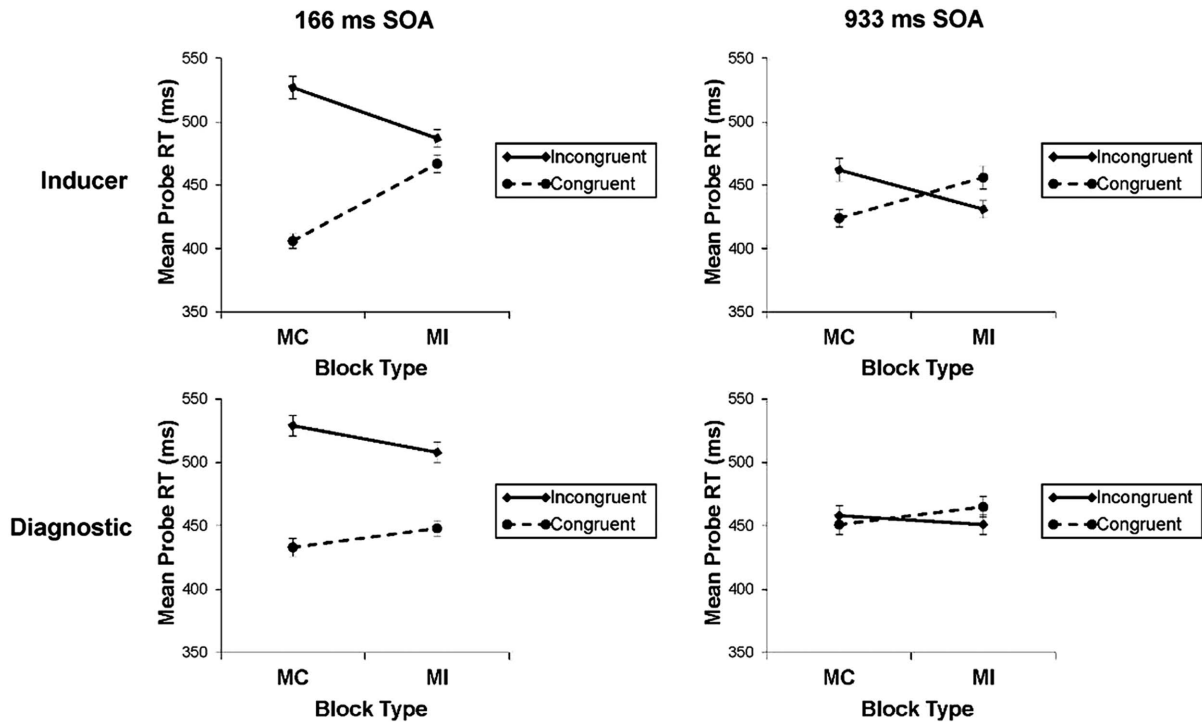 166 ms SOA
933 ms SOA
Inducer
Mean Probe RT (ms)
550
500
450
400
350
MC
MI
Block Type
Incongruent
Congruent
Mean Probe RT (ms)
550
500
450
400
350
MC
MI
Block Type
Incongruent
Congruent
Diagnostic
Mean Probe RT (ms)
550
500
450
400
350
MC
MI
Block Type
Incongruent
Congruent
Mean Probe RT (ms)
550
500
450
400
350
MC
MI
Block Type
Incongruent
Congruent